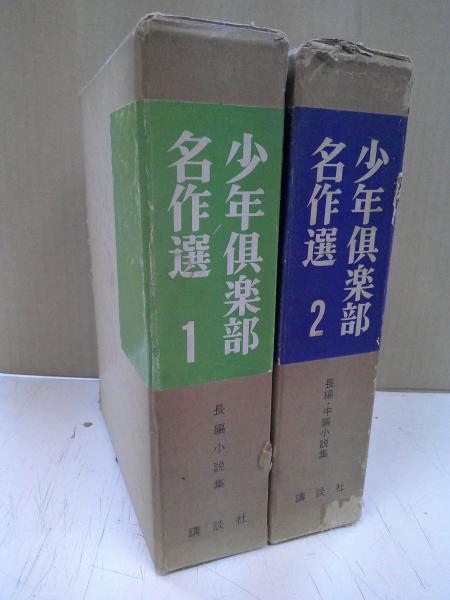 少年倶楽部
名作選
1
長編小説集
講談社
少年倶楽部
名作選
2
長編・中編小説集
講談社